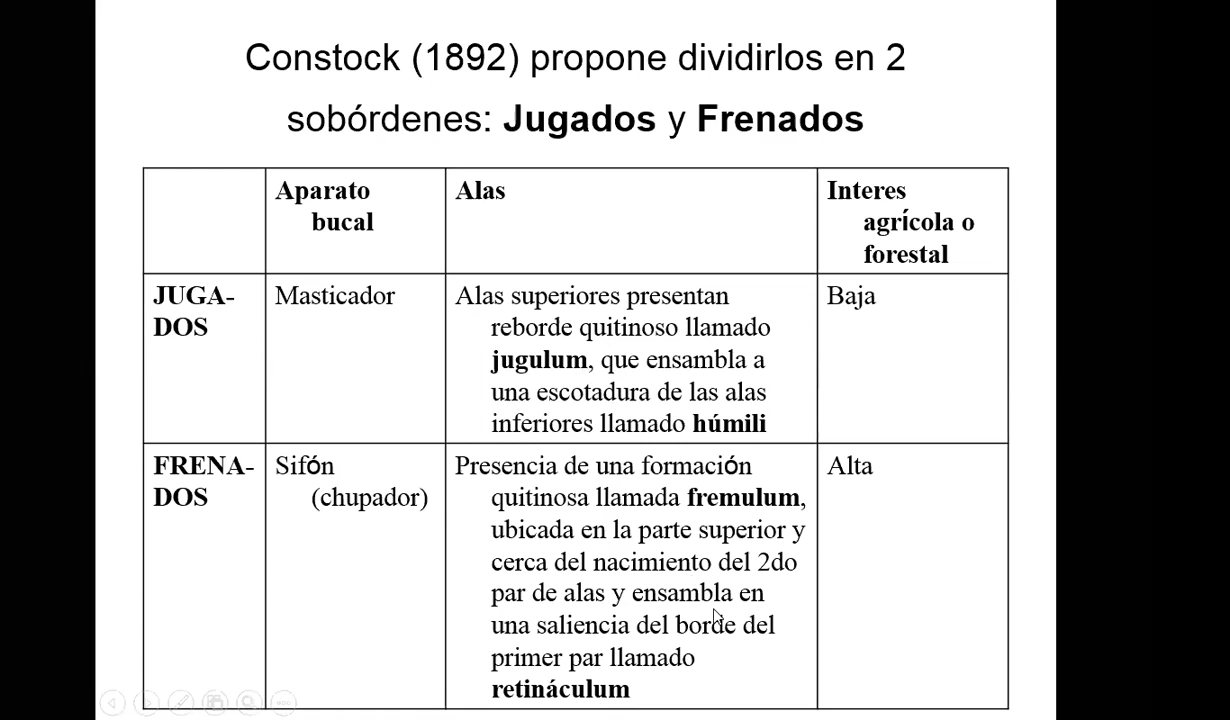 Constock (1892) propone dividirlos en 2
sobórdenes: Jugados y Frenados
Aparato
bucal
Alas
Interes
agrícola o
forestal
JUGA-
DOS
Masticador
Alas superiores presentan
reborde quitinoso llamado
jugulum, que ensambla a
una escotadura de las alas
inferiores llamado húmili
Baja
FRENA-
DOS
Sifón
(chupador)
Presencia de una formación
quitinosa llamada fremulum,
ubicada en la parte superior y
cerca del nacimiento del 2do
par de alas y ensambla en
una saliencia del borde del
primer par llamado
retináculum
Alta